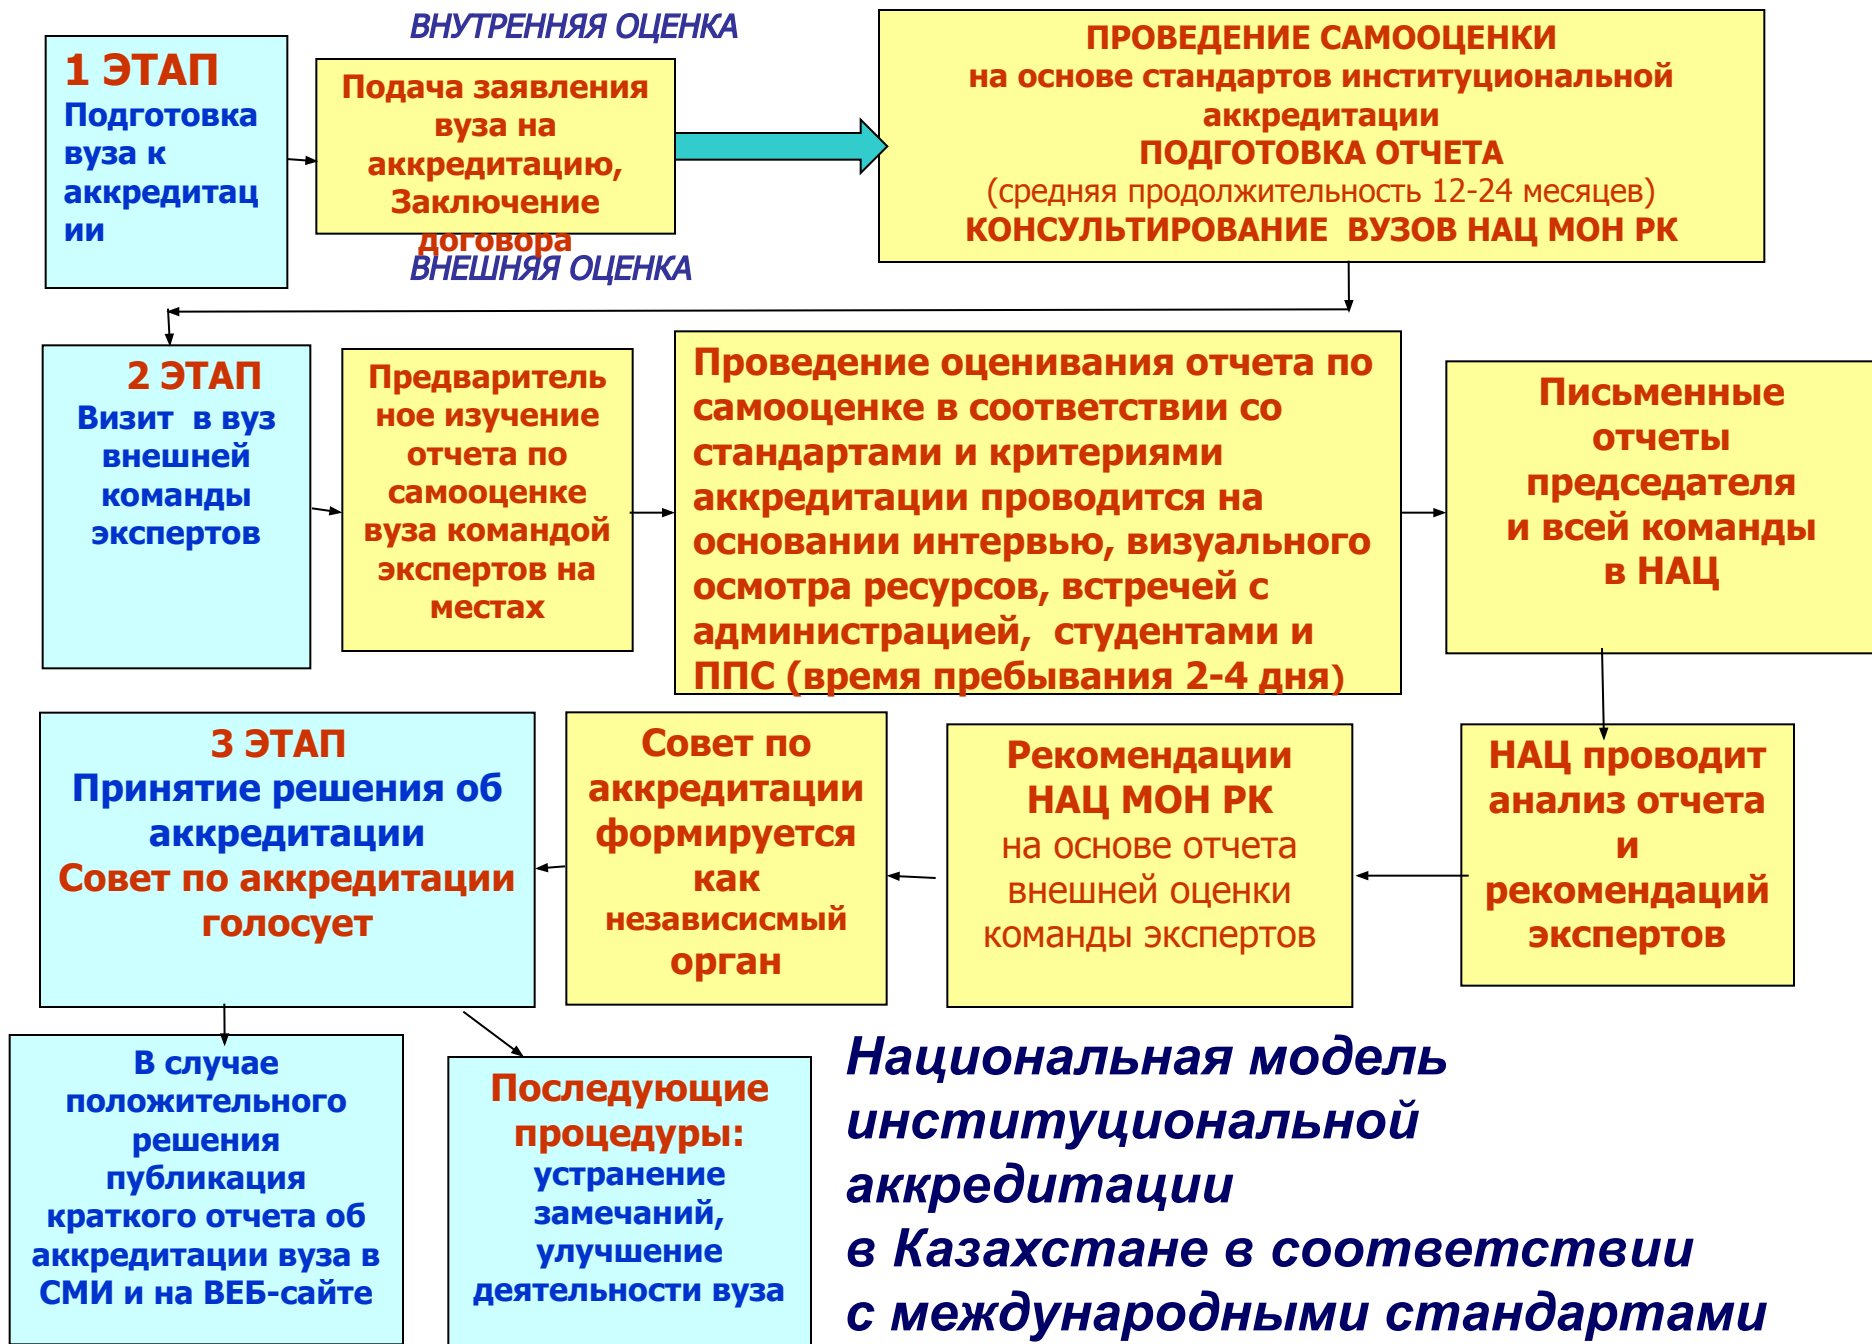 ВНУТРЕННЯЯ ОЦЕНКА
1 ЭТАП
Подготовка
вуза к
аккредитац
ии
Подача заявления
вуза на
аккредитацию,
Заключение
договора
ПРОВЕДЕНИЕ САМООЦЕНКИ
на основе стандартов институциональной
аккредитации
ПОДГОТОВКА ОТЧЕТА
(средняя продолжительность 12-24 месяцев)
КОНСУЛЬТИРОВАНИЕ ВУЗОВ НАЦ МОН РК
ВНЕШНЯЯ ОЦЕНКА
2 ЭТАП
Визит в вуз
внешней
команды
экспертов
Предваритель
ное изучение
отчета по
самооценке
вуза командой
экспертов на
местах
Проведение оценивания отчета по
самооценке в соответствии со
стандартами и критериями
аккредитации проводится на
основании интервью, визуального
осмотра ресурсов, встречей с
администрацией, студентами и
ППС (время пребывания 2-4 дня)
Письменные
отчеты
председателя
и всей команды
в НАЦ
3 ЭТАП
Принятие решения об
аккредитации
Совет по аккредитации
голосует
Совет по
аккредитации
формируется
как
независисмый
орган
Рекомендации
НАЦ МОН РК
на основе отчета
внешней оценки
команды экспертов
НАЦ проводит
анализ отчета
и
рекомендаций
экспертов
В случае
положительного
решения
публикация
краткого отчета об
аккредитации вуза в
СМИ и на ВЕБ-сайте
Последующие
процедуры:
устранение
замечаний,
улучшение
деятельности вуза
Национальная модель
институциональной
аккредитации
в Казахстане в соответствии
с международными стандартами